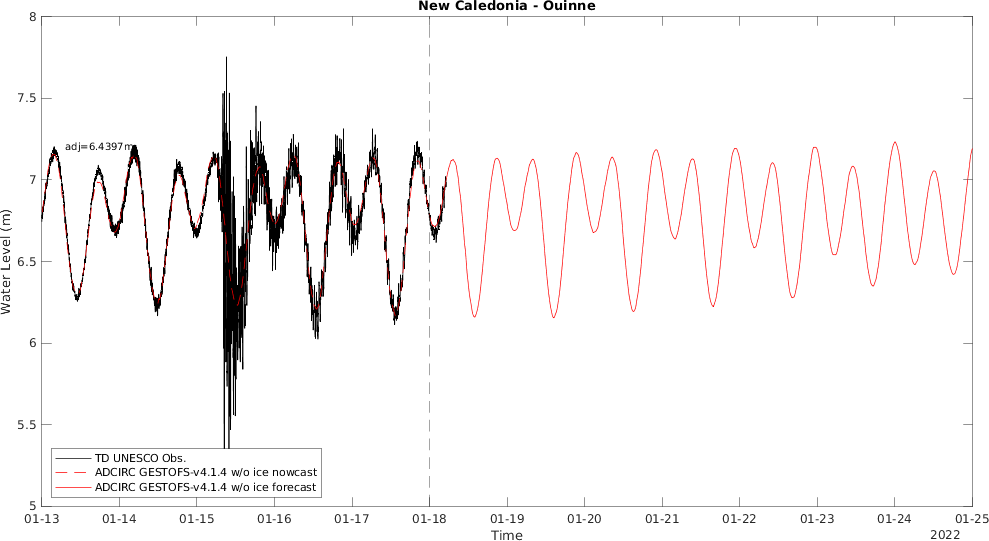 New Caledonia - Ouinne
8
7.5
7
6.5
6
5.5
5
Water Level (m)
adj=6.4397m
TD UNESCO Obs.
ADCIRC GESTOFS-v4.1.4 w/o ice nowcast
ADCIRC GESTOFS-v4.1.4 w/o ice forecast
01-13 01-14 01-15 01-16 01-17 01-18 01-19 01-20 01-21 01-22 01-23 01-24 01-25
Time
2022